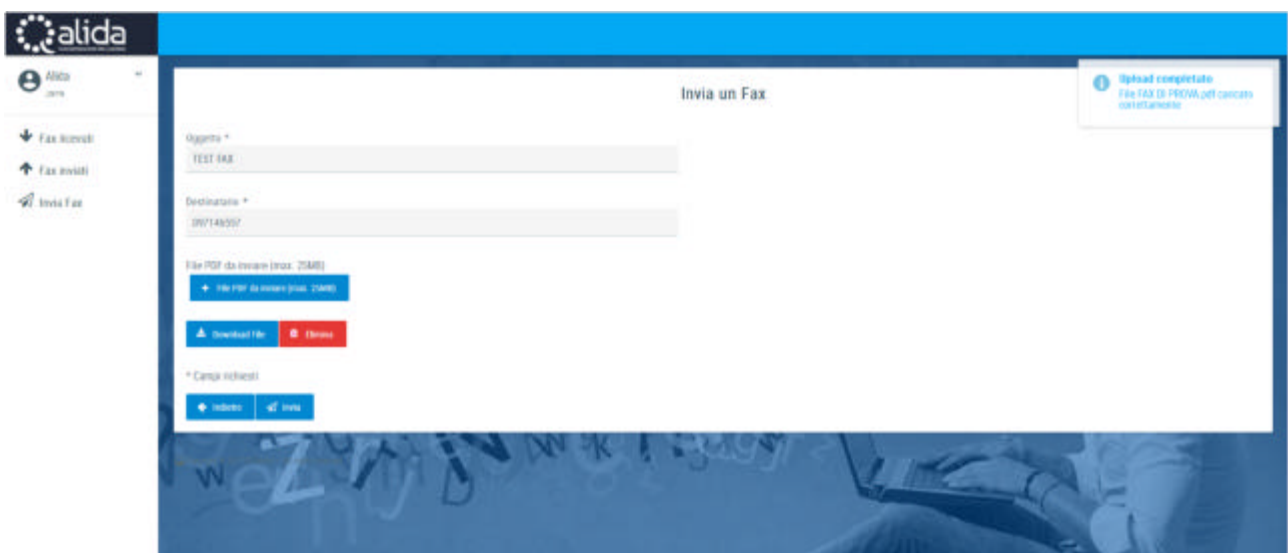 alida
Alida
Fax ricevuti
Fax inviati
Invia Fax
Invia un Fax
Upload completato
File FAX DI PROVA.pdf caricato
correttamente
Oggetto *
TEST FAX
Destinatario *
File PDF da inviare (max. 25MB)
File PDF da inviare (max. 25MB)
Download File
Elimina
* Campi richiesti
Indietro
Invia